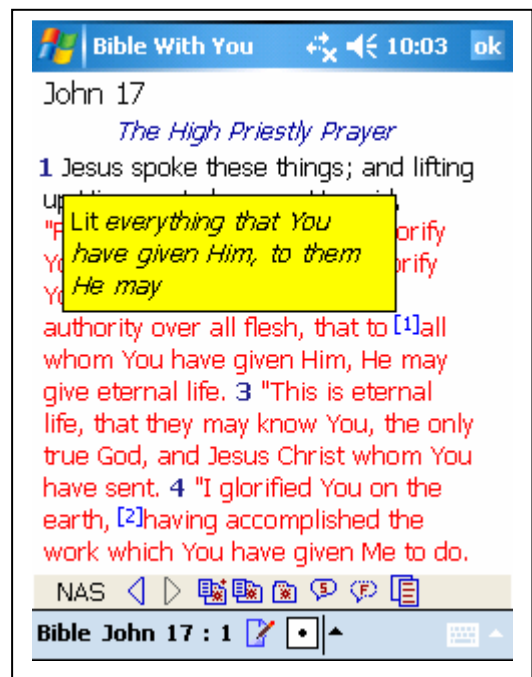 Bible With You 10:03 ok
John 17
The High Priestly Prayer
1 Jesus spoke these things; and lifting
Lit everything that You
have given Him, to them
He may
authority over all flesh, that to [1]all
whom You have given Him, He may
give eternal life. 3 "This is eternal
life, that they may know You, the only
true God, and Jesus Christ whom You
have sent. 4 "I glorified You on the
earth, [2]having accomplished the
work which You have given Me to do.
NAS S F
Bible John 17 : 1